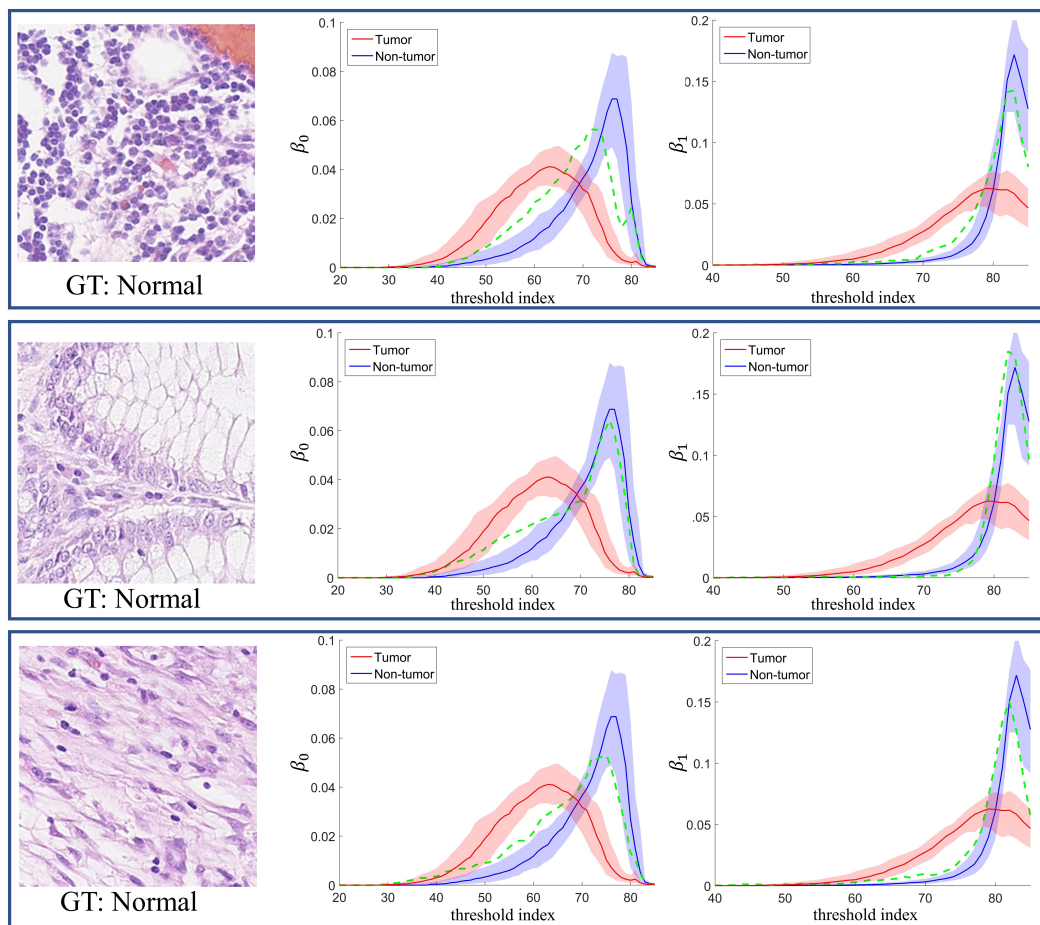 0.1
0.08
0.06
0.04
0.02
0
β0
Tumor
Non-tumor
20 30 40 50 60 70 80
threshold index
0.2
0.15
0.1
0.05
0
β1
Tumor
Non-tumor
40 50 60 70 80
threshold index
GT: Normal
0.1
0.08
0.06
0.04
0.02
0
β0
Tumor
Non-tumor
20 30 40 50 60 70 80
threshold index
0.2
0.15
0.1
0.05
0
β1
Tumor
Non-tumor
40 50 60 70 80
threshold index
GT: Normal
0.1
0.08
0.06
0.04
0.02
0
β0
Tumor
Non-tumor
20 30 40 50 60 70 80
threshold index
0.2
0.15
0.1
0.05
0
β1
Tumor
Non-tumor
40 50 60 70 80
threshold index
GT: Normal